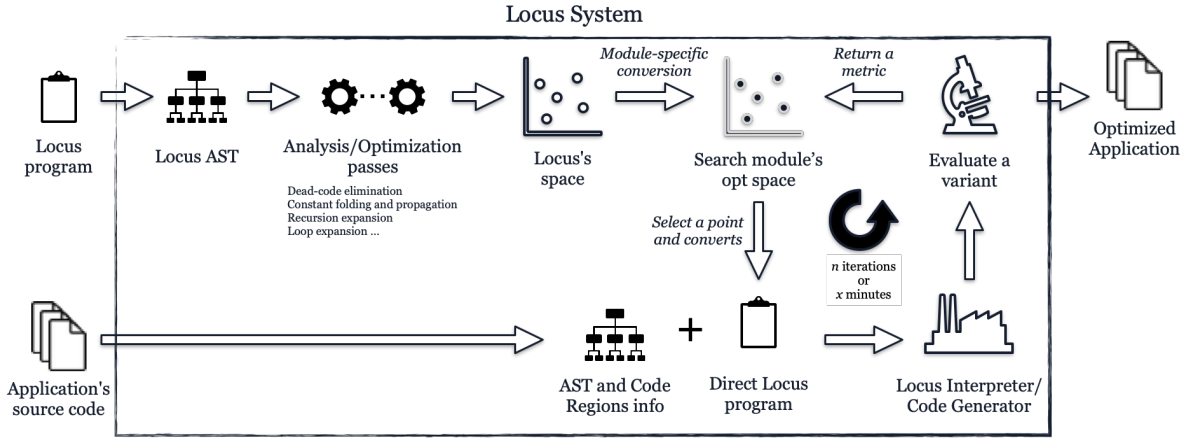 Locus System
Module-specific
conversion
Return a
metric
Locus
program
Locus AST
Analysis/Optimization
passes
Dead-code elimination
Constant folding and propagation
Recursion expansion
Loop expansion ...
Locus's
space
Search module's
opt space
Evaluate a
variant
Optimized
Application
Select a point
and converts
n iterations
or
x minutes
Application's
source code
AST and Code
Regions info
+
Direct Locus
program
Locus Interpreter/
Code Generator